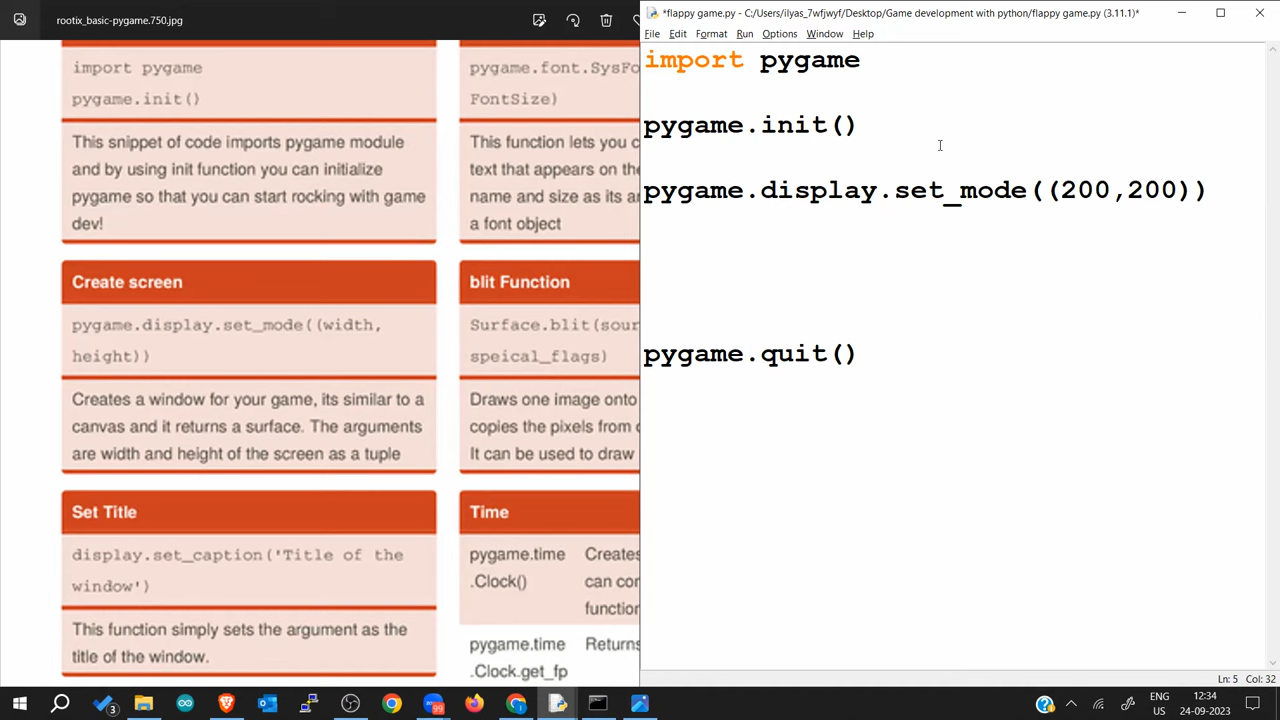 rootix_basic-pygame.750.jpg
import pygame
pygame.init()
This snippet of code imports pygame module
and by using init function you can initialize
pygame so that you can start rocking with game
dev!
Create screen
pygame.display.set_mode((width,
height))
Creates a window for your game, its similar to a
canvas and it returns a surface. The arguments
are width and height of the screen as a tuple
Set Title
display.set_caption('Title of the
window')
This function simply sets the argument as the
title of the window.
pygame.font.SysFo
FontSize)
This function lets you c
text that appears on the
name and size as its ar
a font object
blit Function
Surface.blit(sour
speical_flags)
Draws one image onto
copies the pixels from
It can be used to draw
Time
pygame.time Creates
.Clock() can con
functior
pygame.time Returns
.Clock.get_fp
*flappy game.py - C:/Users/ilyas_7wfjwyf/Desktop/Game development with python/flappy game.py (3.11.1)*
File Edit Format Run Options Window Help
import pygame
pygame.init()
pygame.display.set_mode((200,200))
pygame.quit()
Ln: 5 Col: 32
3
99
ENG
US
12:34
24-09-2023